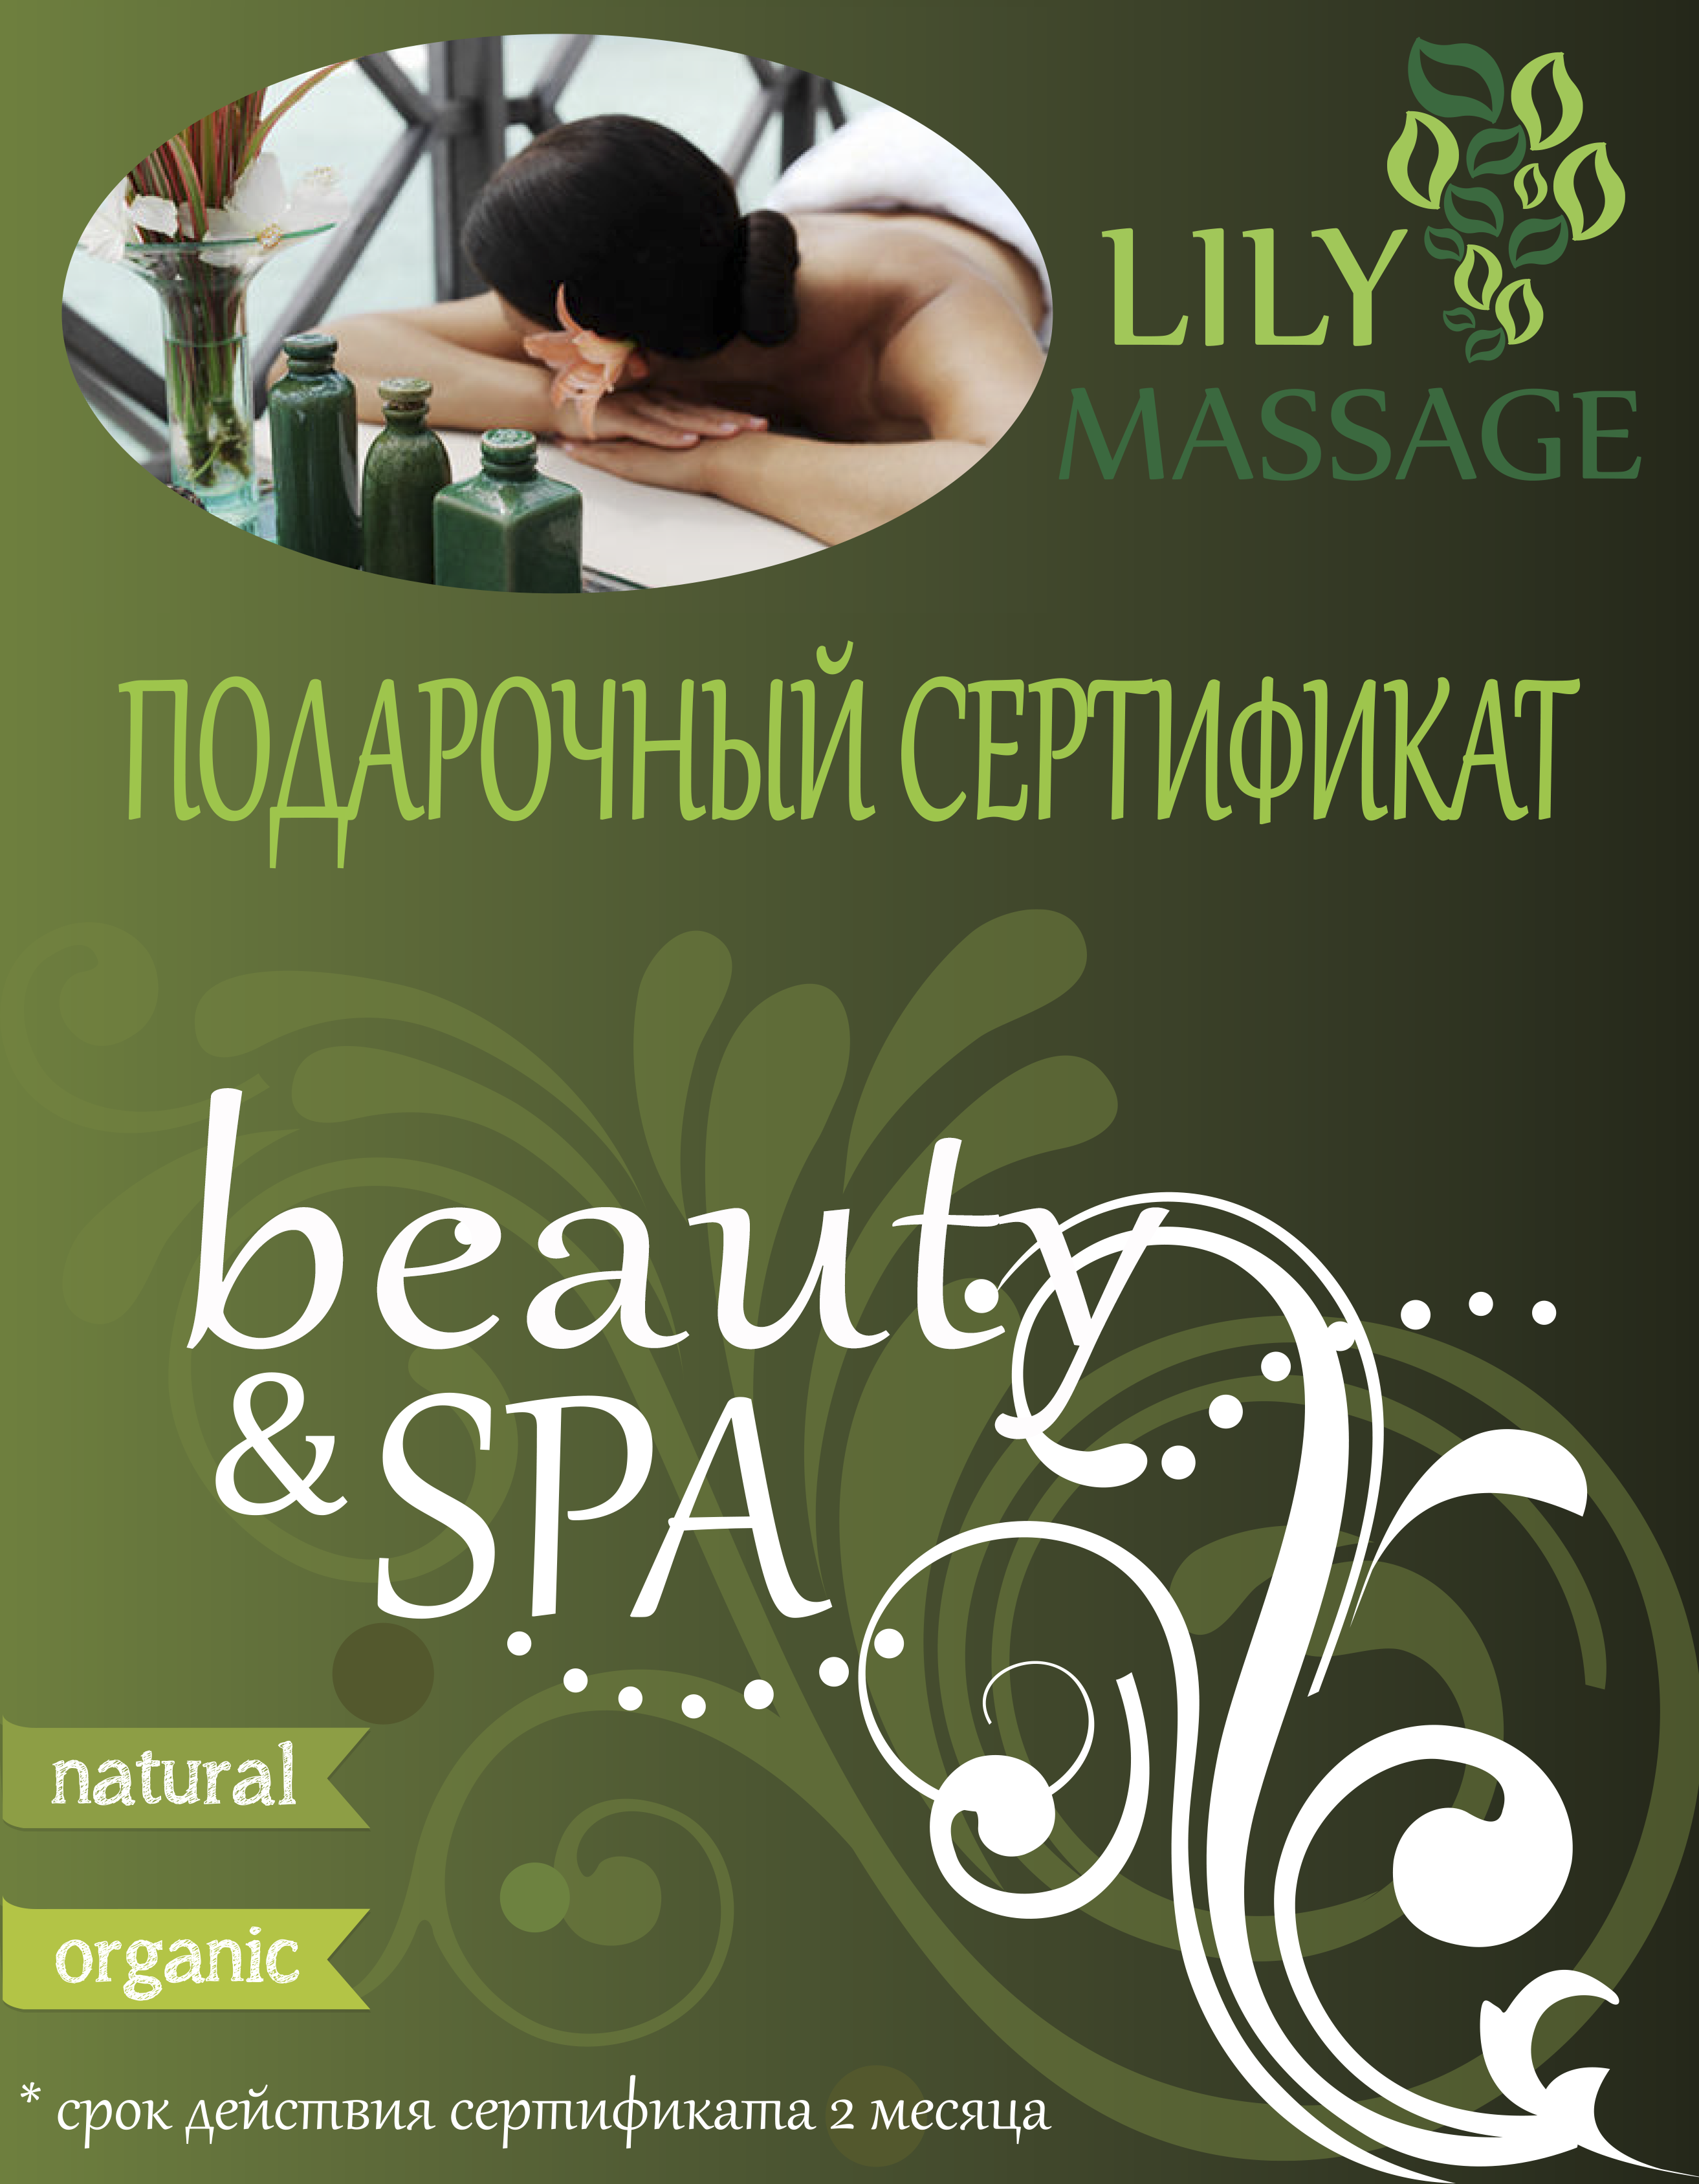 LILY
MASSAGE
ПОДАРОЧНЫЙ СЕРТИФИКАТ
beauty
& SPA
natural
organic
* срок действия сертификата 2 месяца